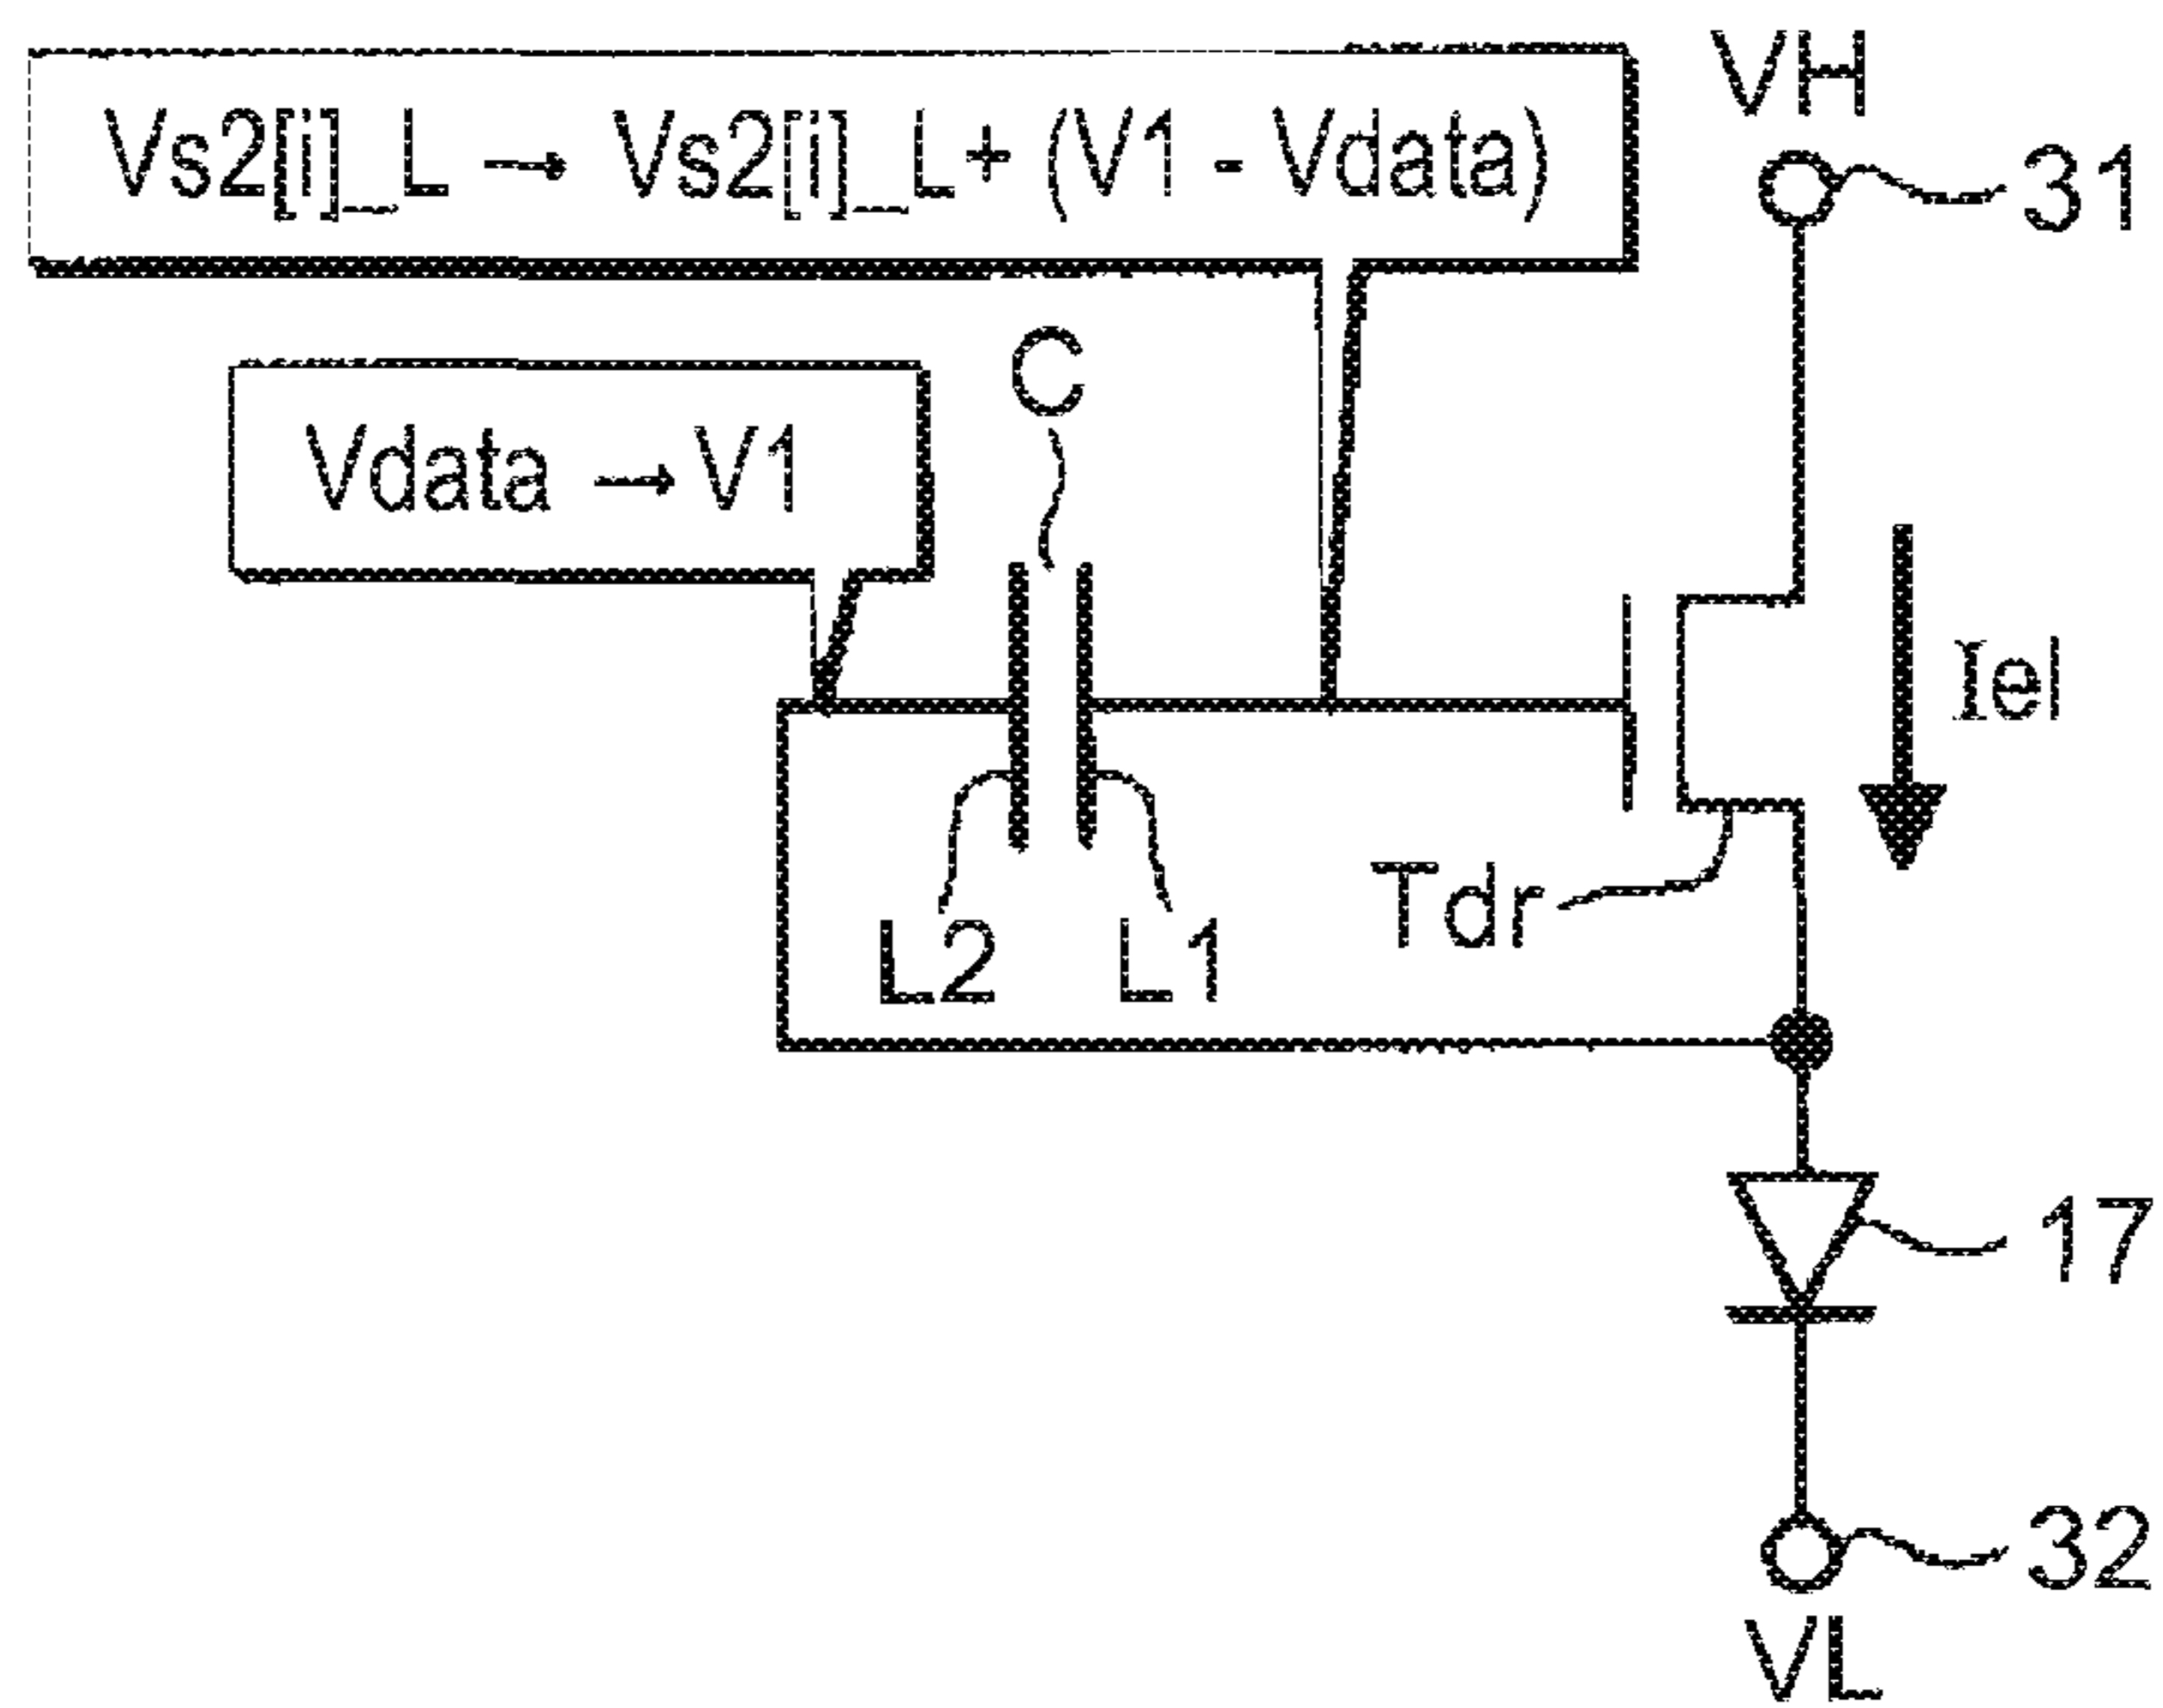 Vs2[i]_L → Vs2[i]_L+ (V1 - Vdata)
VH
31
C
Vdata → V1
Iel
Tdr
L2
L1
17
32
VL